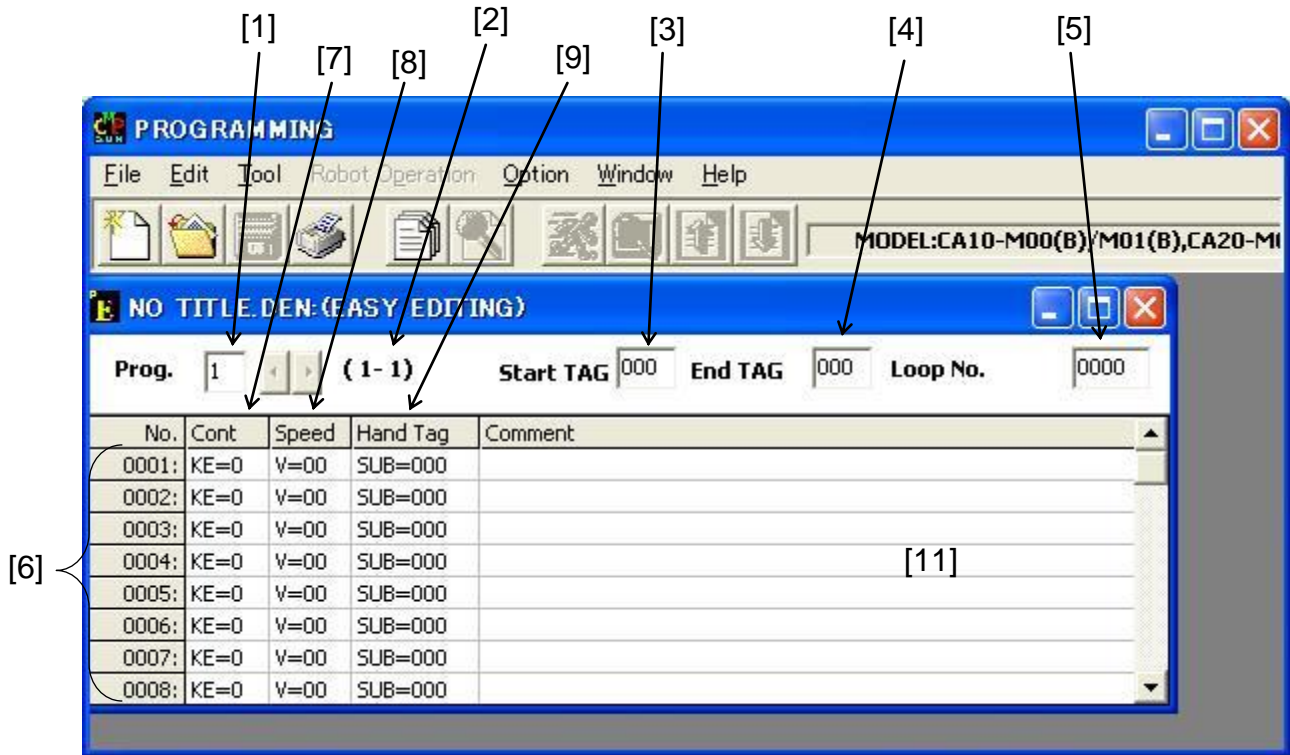 [1] [2] [3] [4] [5]
[7] [8] [9]
PROGRAMMING
File Edit Tool Robot Operation Option Window Help
MODEL:CA10-M00(B)/M01(B),CA20-M
NO TITLE.DEN:(EASY EDITING)
Prog. 1 ( 1- 1) Start TAG 000 End TAG 000 Loop No. 0000
No. Cont Speed Hand Tag Comment
0001: KE=0 V=00 SUB=000
0002: KE=0 V=00 SUB=000
0003: KE=0 V=00 SUB=000
[6] 0004: KE=0 V=00 SUB=000 [11]
0005: KE=0 V=00 SUB=000
0006: KE=0 V=00 SUB=000
0007: KE=0 V=00 SUB=000
0008: KE=0 V=00 SUB=000